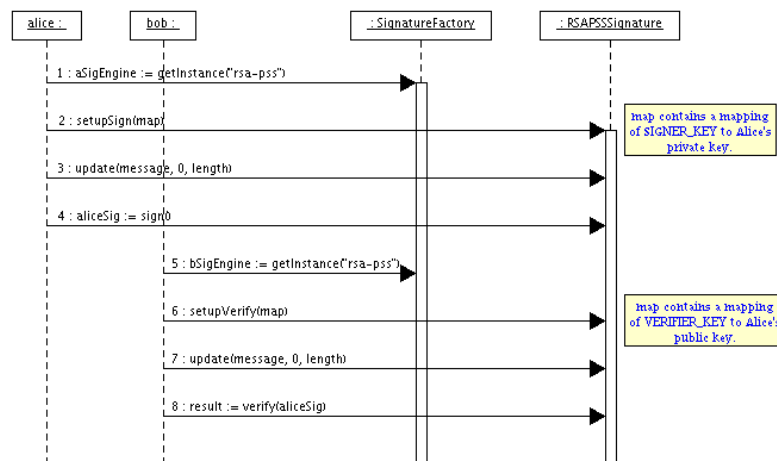 alice :
bob :
: SignatureFactory
: RSAPSSSignature
1 : aSigEngine := getInstance("rsa-pss")
2 : setupSign(map)
map contains a mapping
of SIGNER_KEY to Alice's
private key.
3 : update(message, 0, length)
4 : aliceSig := sign()
5 : bSigEngine := getInstance("rsa-pss")
6 : setupVerify(map)
map contains a mapping
of VERIFIER_KEY to Alice's
public key.
7 : update(message, 0, length)
8 : result := verify(aliceSig)